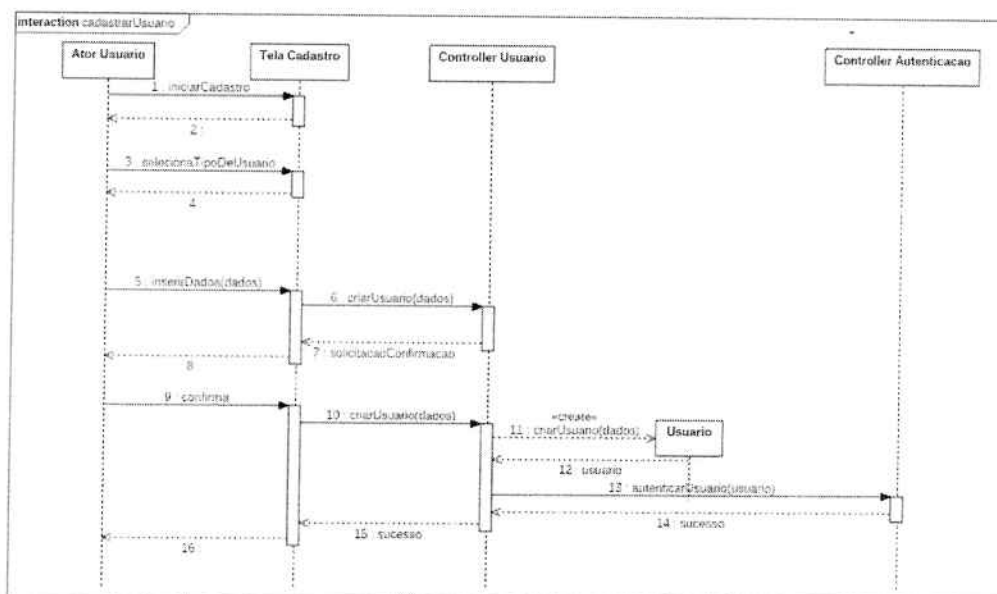 interaction cadastrarUsuario
Ator Usuario
Tela Cadastro
Controller Usuario
Controller Autenticacao
1 : iniciarCadastro
2 :
3 : selecionaTipoDeUsuario
4
5 : insereDados(dados)
6 : criarUsuario(dados)
7 : solicitacaoConfirmacao
8
9 : confirma
10 : criarUsuario(dados)
«create»
11 : criarUsuario(dados)
Usuario
12 : usuario
13 : autenticarUsuario(usuario)
14 : sucesso
15 : sucesso
16